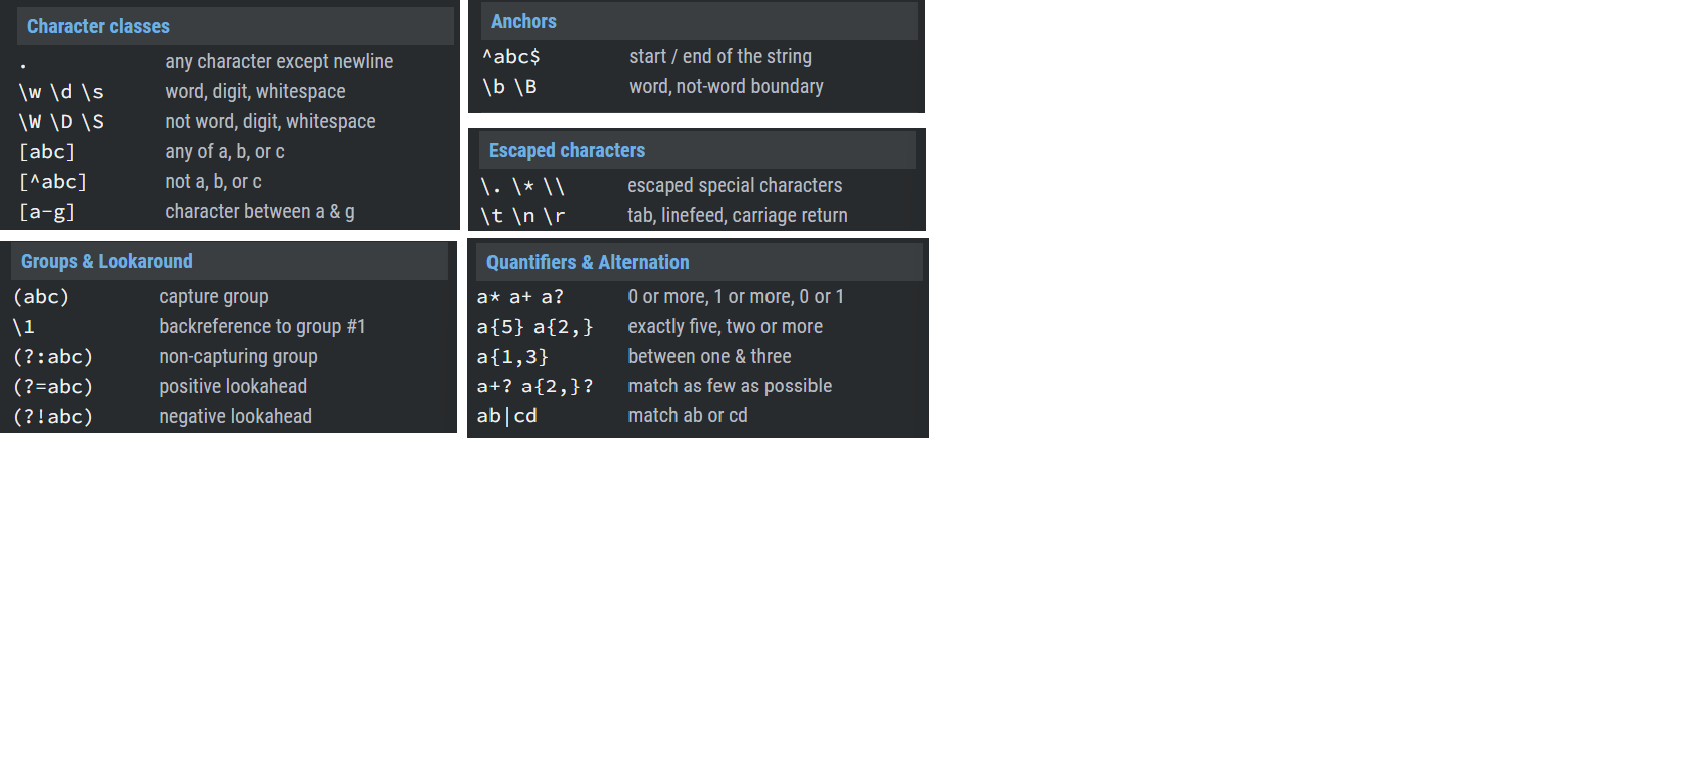 Character classes
. any character except newline
\w \d \s word, digit, whitespace
\W \D \S not word, digit, whitespace
[abc] any of a, b, or c
[^abc] not a, b, or c
[a-g] character between a & g
Anchors
^abc$ start / end of the string
\b \B word, not-word boundary
Escaped characters
\. \* \\ escaped special characters
\t \n \r tab, linefeed, carriage return
Groups & Lookaround
(abc) capture group
\1 backreference to group #1
(?:abc) non-capturing group
(?=abc) positive lookahead
(?!abc) negative lookahead
Quantifiers & Alternation
a* a+ a? 0 or more, 1 or more, 0 or 1
a{5} a{2,} exactly five, two or more
a{1,3} between one & three
a+? a{2,}? match as few as possible
ab|cd match ab or cd